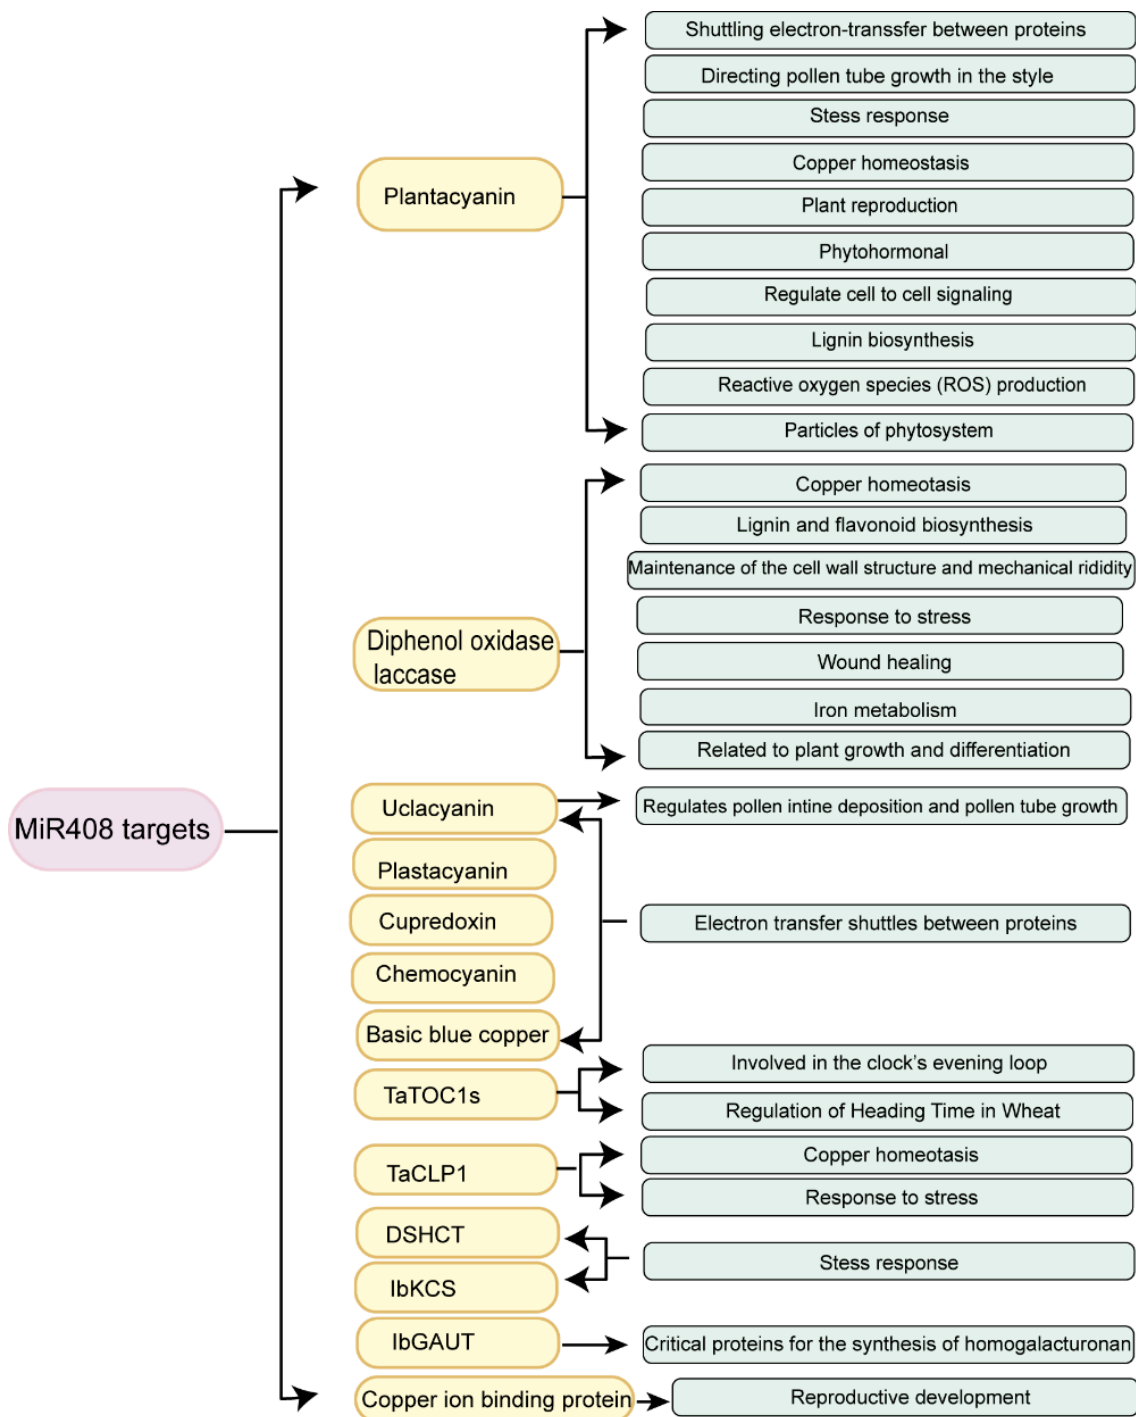 MiR408 targets
Plantacyanin
Shuttling electron-transsfer between proteins
Directing pollen tube growth in the style
Stess response
Copper homeostasis
Plant reproduction
Phytohormonal
Regulate cell to cell signaling
Lignin biosynthesis
Reactive oxygen species (ROS) production
Particles of phytosystem
Diphenol oxidase
laccase
Copper homeotasis
Lignin and flavonoid biosynthesis
Maintenance of the cell wall structure and mechanical rididity
Response to stress
Wound healing
Iron metabolism
Related to plant growth and differentiation
Uclacyanin
Regulates pollen intine deposition and pollen tube growth
Plastacyanin
Cupredoxin
Chemocyanin
Basic blue copper
Electron transfer shuttles between proteins
TaTOC1s
Involved in the clock's evening loop
Regulation of Heading Time in Wheat
TaCLP1
Copper homeotasis
Response to stress
DSHCT
IbKCS
Stess response
IbGAUT
Critical proteins for the synthesis of homogalacturonan
Copper ion binding protein
Reproductive development